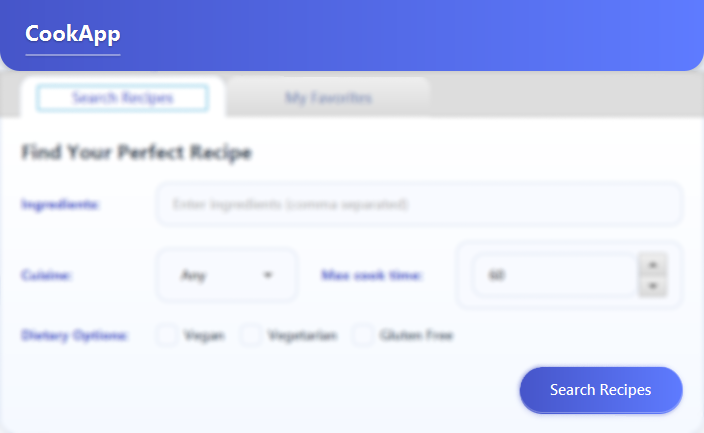 CookApp
Search Recipes My Favorites
Find Your Perfect Recipe
Ingredients: Enter ingredients (comma separated)
Cuisine: Any Max cook time: 60
Dietary Options: Vegan Vegetarian Gluten Free
Search Recipes